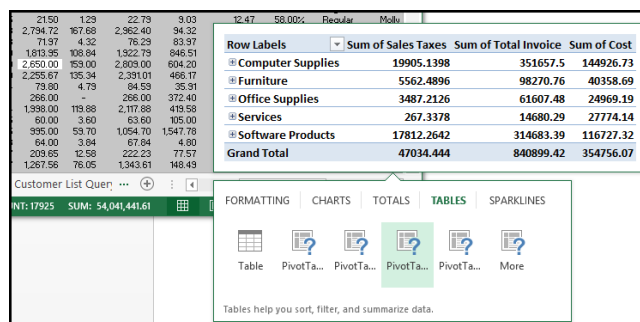 21.50 1.29 22.79 9.03 12.47 58.00% Regular Molly
2,794.72 167.68 2,962.40 94.32
71.97 4.32 76.29 83.97
1,813.95 108.84 1,922.79 846.51
2,650.00 159.00 2,809.00 604.20
2,255.67 135.34 2,391.01 466.17
79.80 4.79 84.59 35.91
266.00 - 266.00 372.40
1,998.00 119.88 2,117.88 419.58
60.00 3.60 63.60 105.00
995.00 59.70 1,054.70 1,547.78
64.00 3.84 67.84 4.80
209.65 12.58 222.23 77.57
1,267.56 76.05 1,343.61 148.49
Row Labels Sum of Sales Taxes Sum of Total Invoice Sum of Cost
Computer Supplies 19905.1398 351657.5 144926.73
Furniture 5562.4896 98270.76 40358.69
Office Supplies 3487.2126 61607.48 24969.19
Services 267.3378 14680.29 27774.14
Software Products 17812.2642 314683.39 116727.32
Grand Total 47034.444 840899.42 354756.07
Customer List Quer ...
NT: 17925 SUM: 54,041,441.61
FORMATTING CHARTS TOTALS TABLES SPARKLINES
Table PivotTa... PivotTa... PivotTa... PivotTa... More
Tables help you sort, filter, and summarize data.